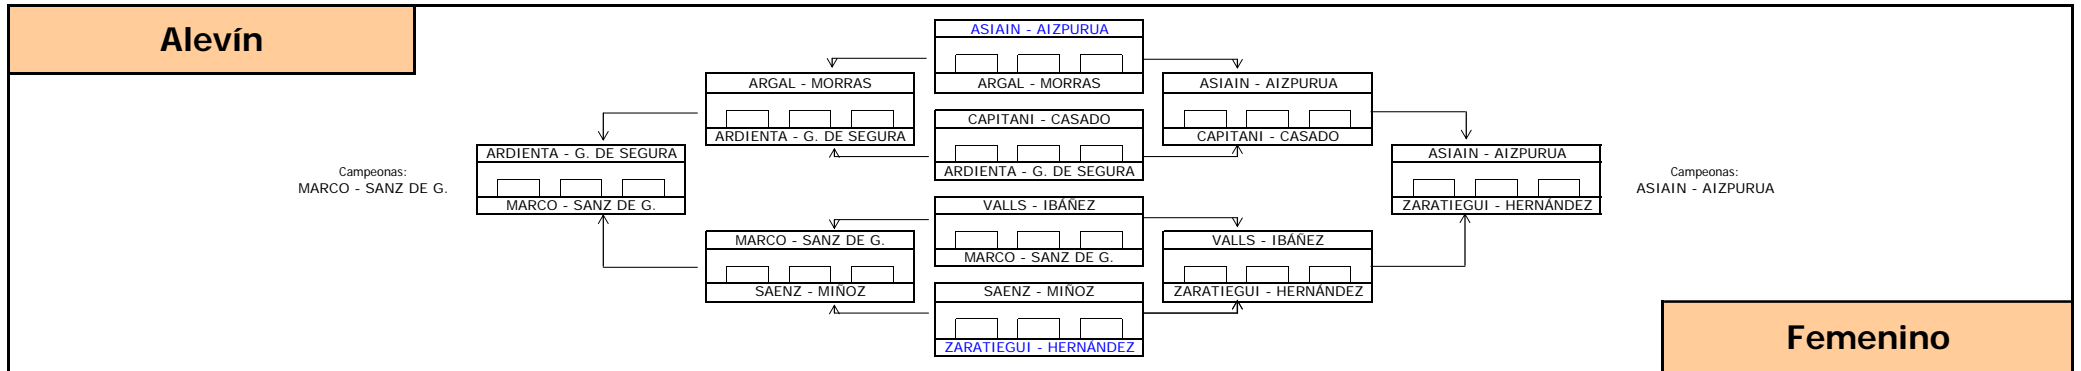 Alevín
ASIAIN - AIZPURUA
ARGAL - MORRAS
ARGAL - MORRAS
ARDIENTA - G. DE SEGURA
ASIAIN - AIZPURUA
CAPITANI - CASADO
CAPITANI - CASADO
ARDIENTA - G. DE SEGURA
Campeonas:
MARCO - SANZ DE G.
ARDIENTA - G. DE SEGURA
MARCO - SANZ DE G.
ASIAIN - AIZPURUA
ZARATIEGUI - HERNÁNDEZ
Campeonas:
ASIAIN - AIZPURUA
VALLS - IBÁÑEZ
MARCO - SANZ DE G.
MARCO - SANZ DE G.
SAENZ - MIÑOZ
VALLS - IBÁÑEZ
ZARATIEGUI - HERNÁNDEZ
SAENZ - MIÑOZ
ZARATIEGUI - HERNÁNDEZ
Femenino